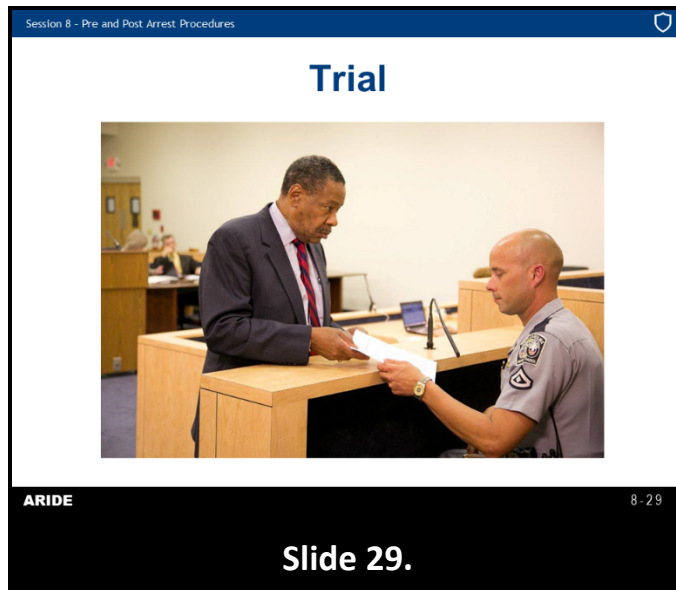 Session 8 - Pre and Post Arrest Procedures
Trial
ARIDE
8-29
Slide 29.